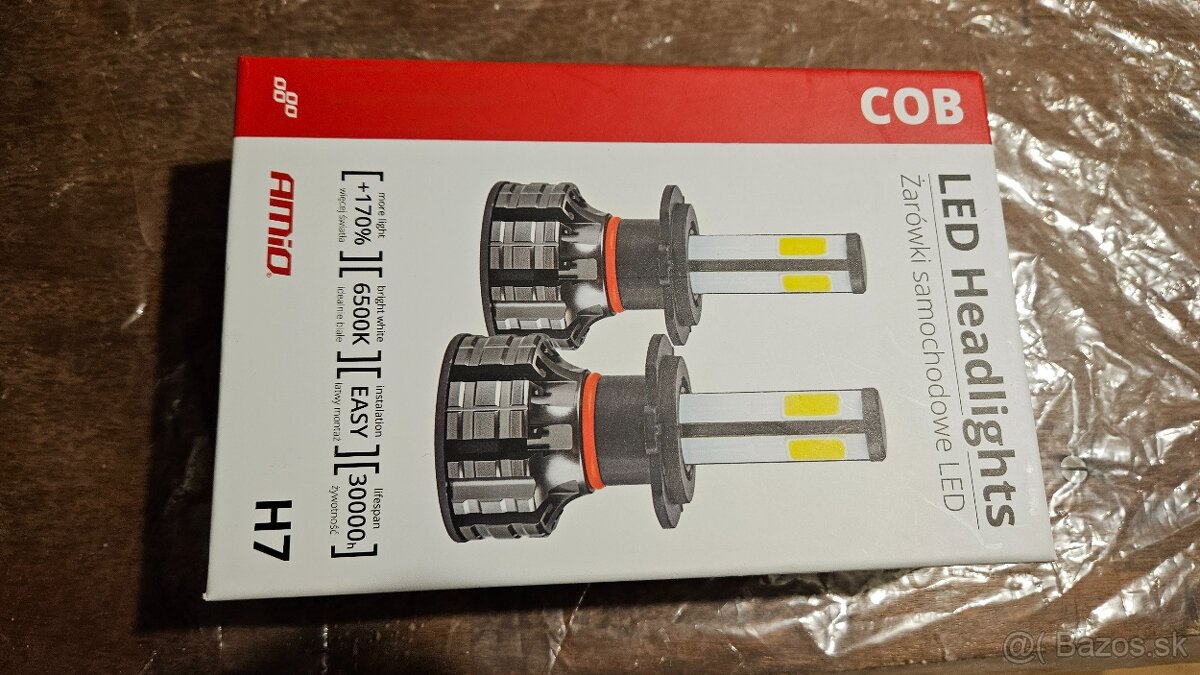 COB
LED Headlights
Żarówki samochodowe LED
more light
[+170%]
więcej światła
bright white
[6500K]
idealnie białe
instalation
[EASY]
łatwy montaż
lifespan
[30000h]
żywotność
AMiO®
H7
@( Bazos.sk